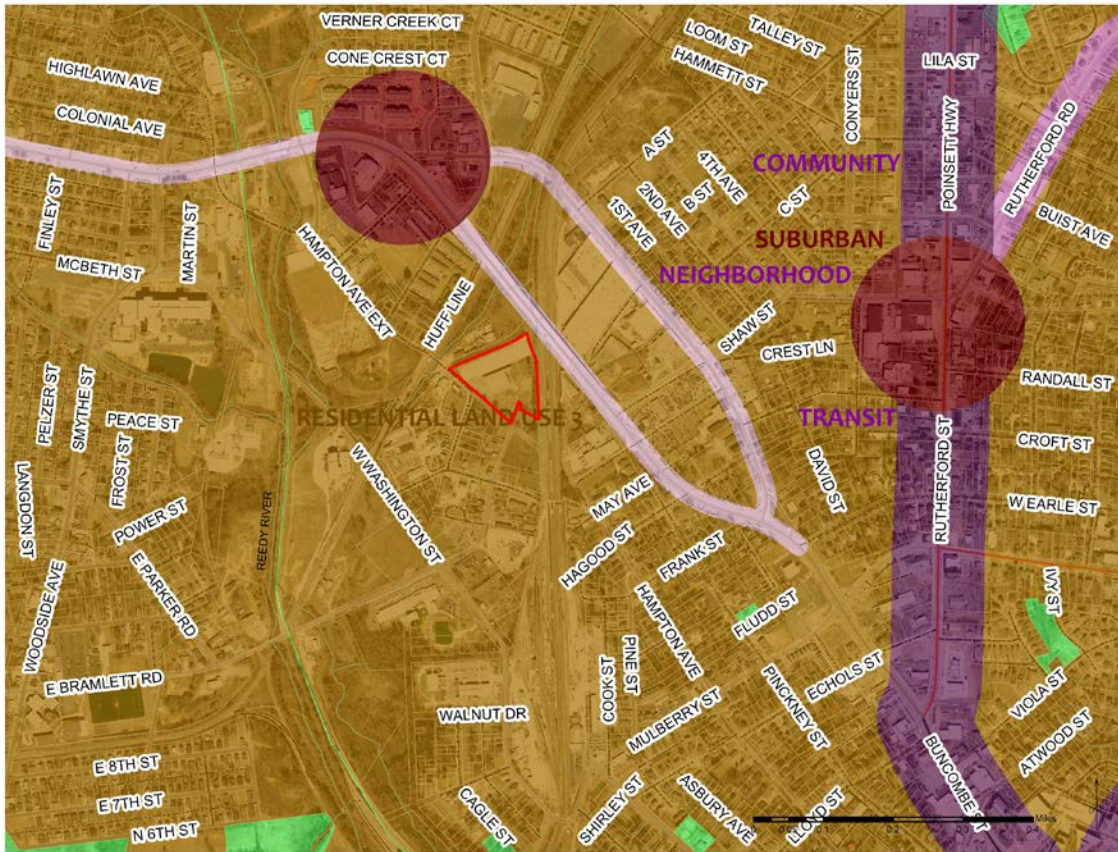 VERNER CREEK CT
LOOM ST
TALLEY ST
CONE CREST CT
HAMMETT ST
CONYERS ST
LILA ST
HIGHLAWN AVE
COLONIAL AVE
POINSETT HWY
RUTHERFORD RD
A ST
4TH AVE
COMMUNITY
2ND AVE
B ST
C ST
1ST AVE
BUIST AVE
FINLEY ST
MARTIN ST
SUBURBAN
MCBETH ST
HAMPTON AVE EXT
NEIGHBORHOOD
HUFF LINE
SHAW ST
CREST LN
RANDALL ST
PELZER ST
SMYTHE ST
PEACE ST
RESIDENTIAL LAND USE 3
TRANSIT
CROFT ST
FROST ST
W WASHINGTON ST
DAVID ST
RUTHERFORD ST
LANGDON ST
POWER ST
MAY AVE
W EARLE ST
REEDY RIVER
HAGOOD ST
FRANK ST
E PARKER RD
WOODSIDE AVE
HAMPTON AVE
FLUDD ST
IVY ST
E BRAMLETT RD
PINE ST
COOK ST
ECHOLS ST
PINCKNEY ST
VIOLA ST
WALNUT DR
MULBERRY ST
ATWOOD ST
BUNCOMBE ST
E 8TH ST
E 7TH ST
N 6TH ST
CAGLE ST
SHIRLEY ST
ASBURY AVE
LLOYD ST
Miles